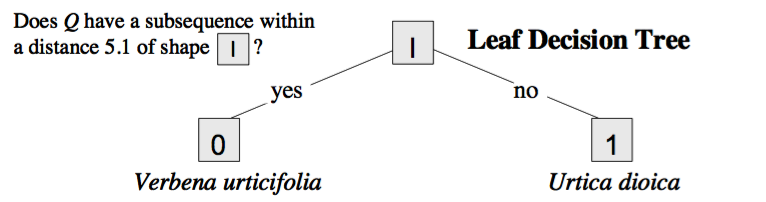 Does Q have a subsequence within
a distance 5.1 of shape I ?
I
Leaf Decision Tree
yes
no
0
1
Verbena urticifolia
Urtica dioica